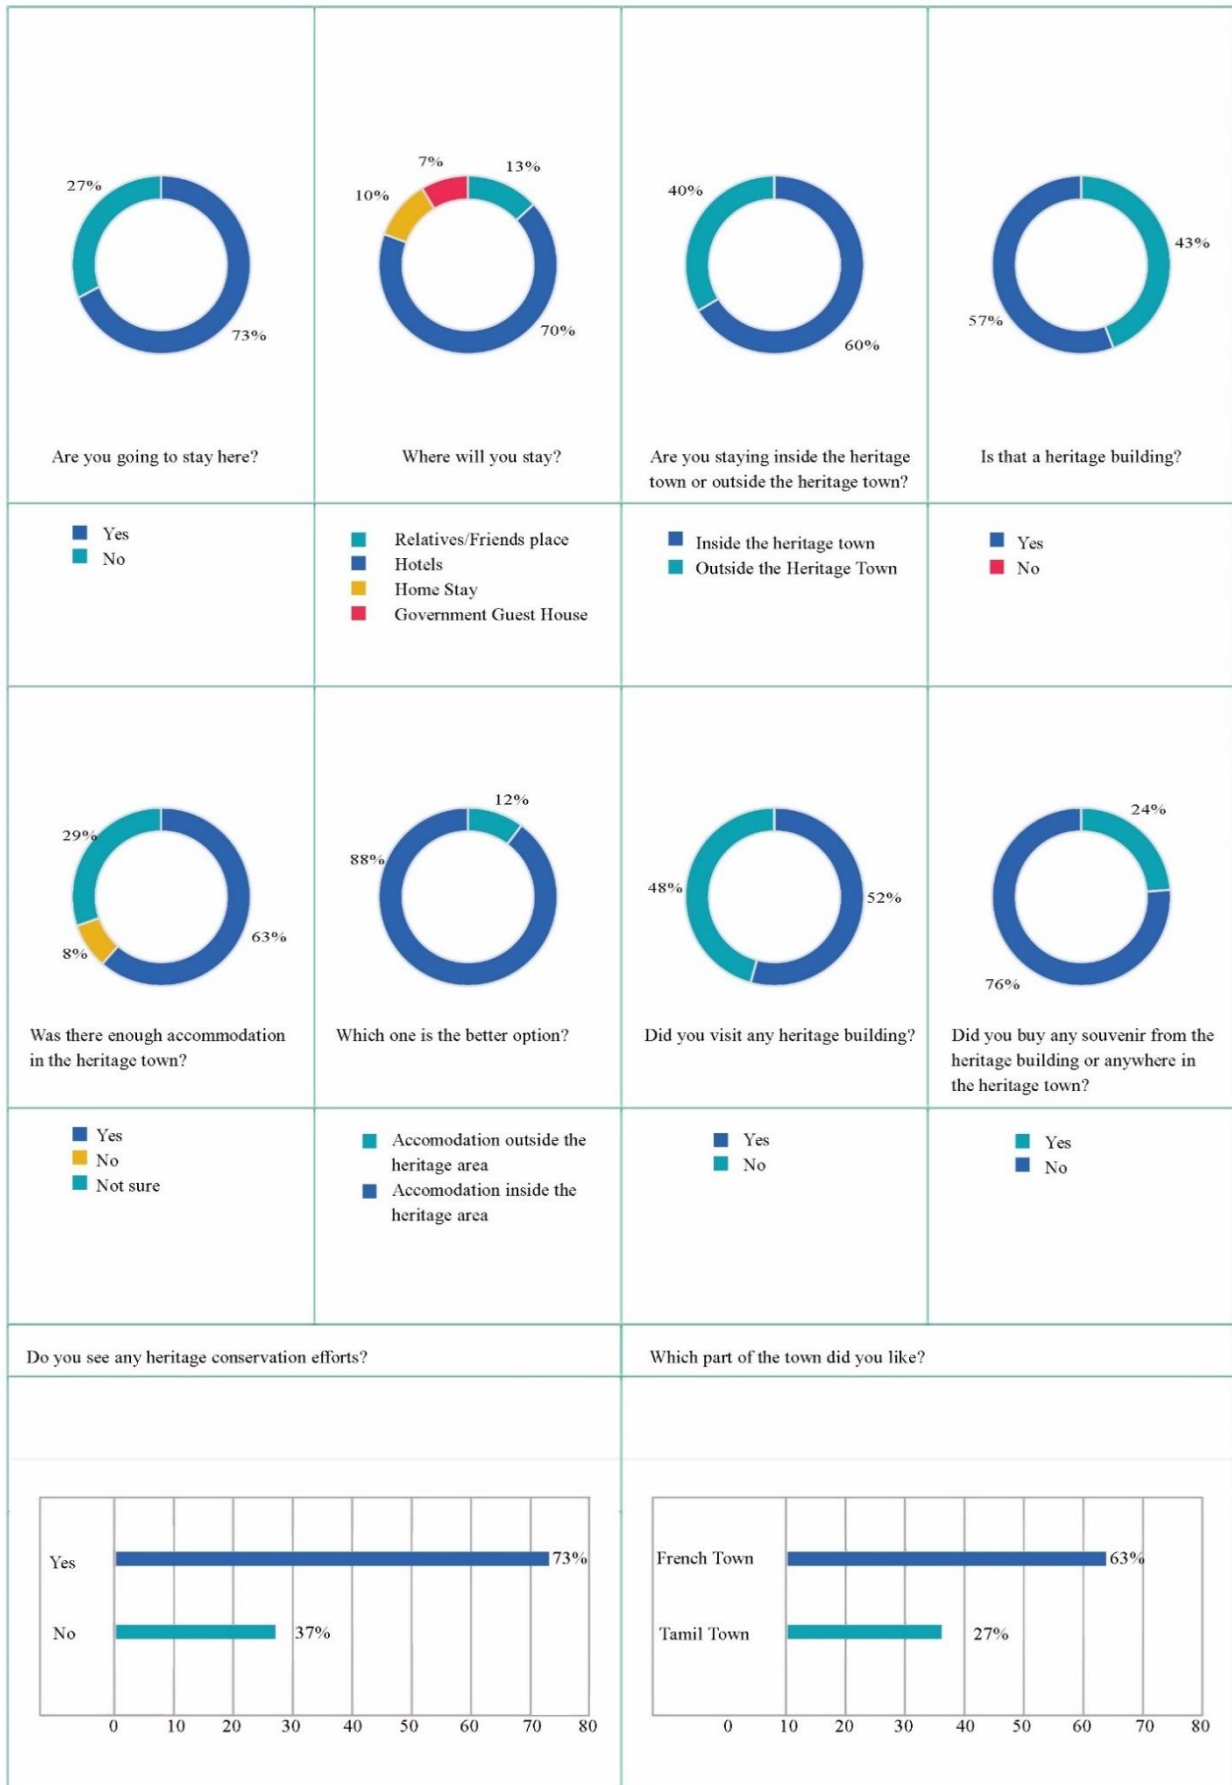 27%
73%
Are you going to stay here?
7%
13%
10%
70%
Where will you stay?
40%
60%
Are you staying inside the heritage
town or outside the heritage town?
43%
57%
Is that a heritage building?
Yes
No
Relatives/Friends place
Hotels
Home Stay
Government Guest House
Inside the heritage town
Outside the Heritage Town
Yes
No
29%
63%
8%
Was there enough accommodation
in the heritage town?
12%
88%
Which one is the better option?
48%
52%
Did you visit any heritage building?
24%
76%
Did you buy any souvenir from the
heritage building or anywhere in
the heritage town?
Yes
No
Not sure
Accomodation outside the
heritage area
Accomodation inside the
heritage area
Yes
No
Yes
No
Do you see any heritage conservation efforts?
Which part of the town did you like?
Yes
73%
No
37%
0 10 20 30 40 50 60 70 80
French Town
63%
Tamil Town
27%
0 10 20 30 40 50 60 70 80